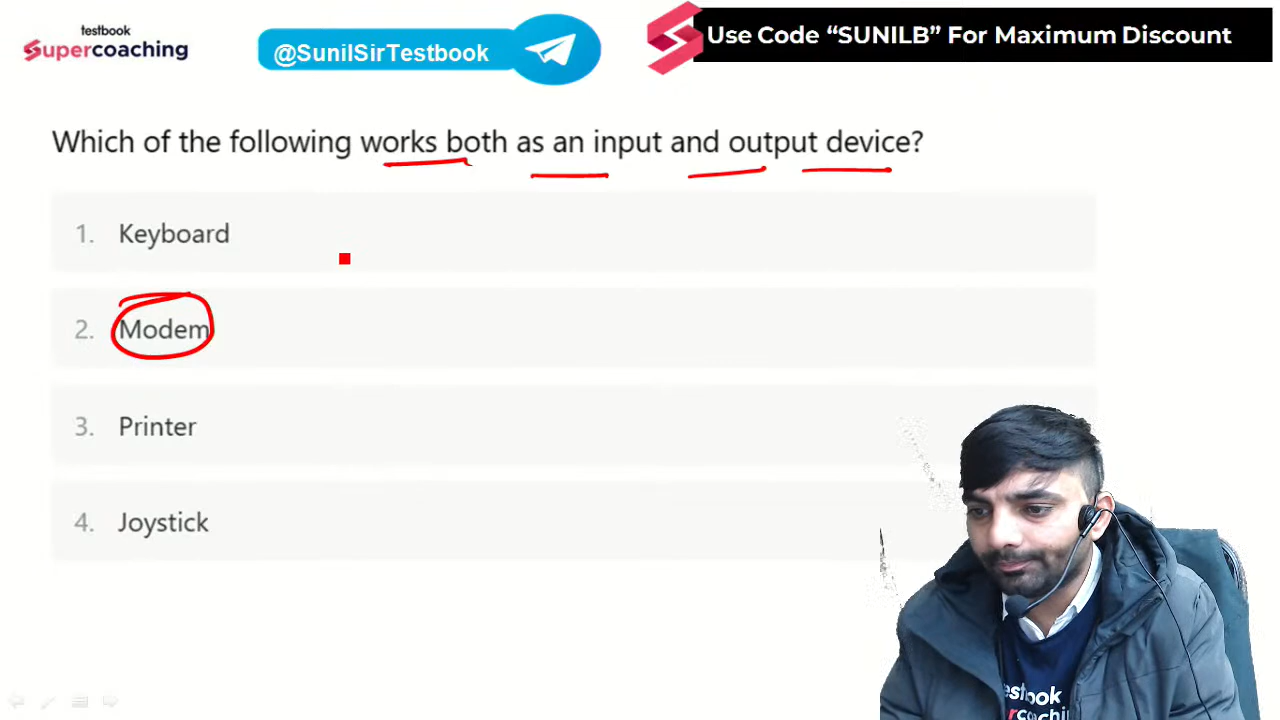 testbook
Supercoaching
@SunilSirTestbook
Use Code “SUNILB” For Maximum Discount
Which of the following works both as an input and output device?
1. Keyboard
2. Modem
3. Printer
4. Joystick